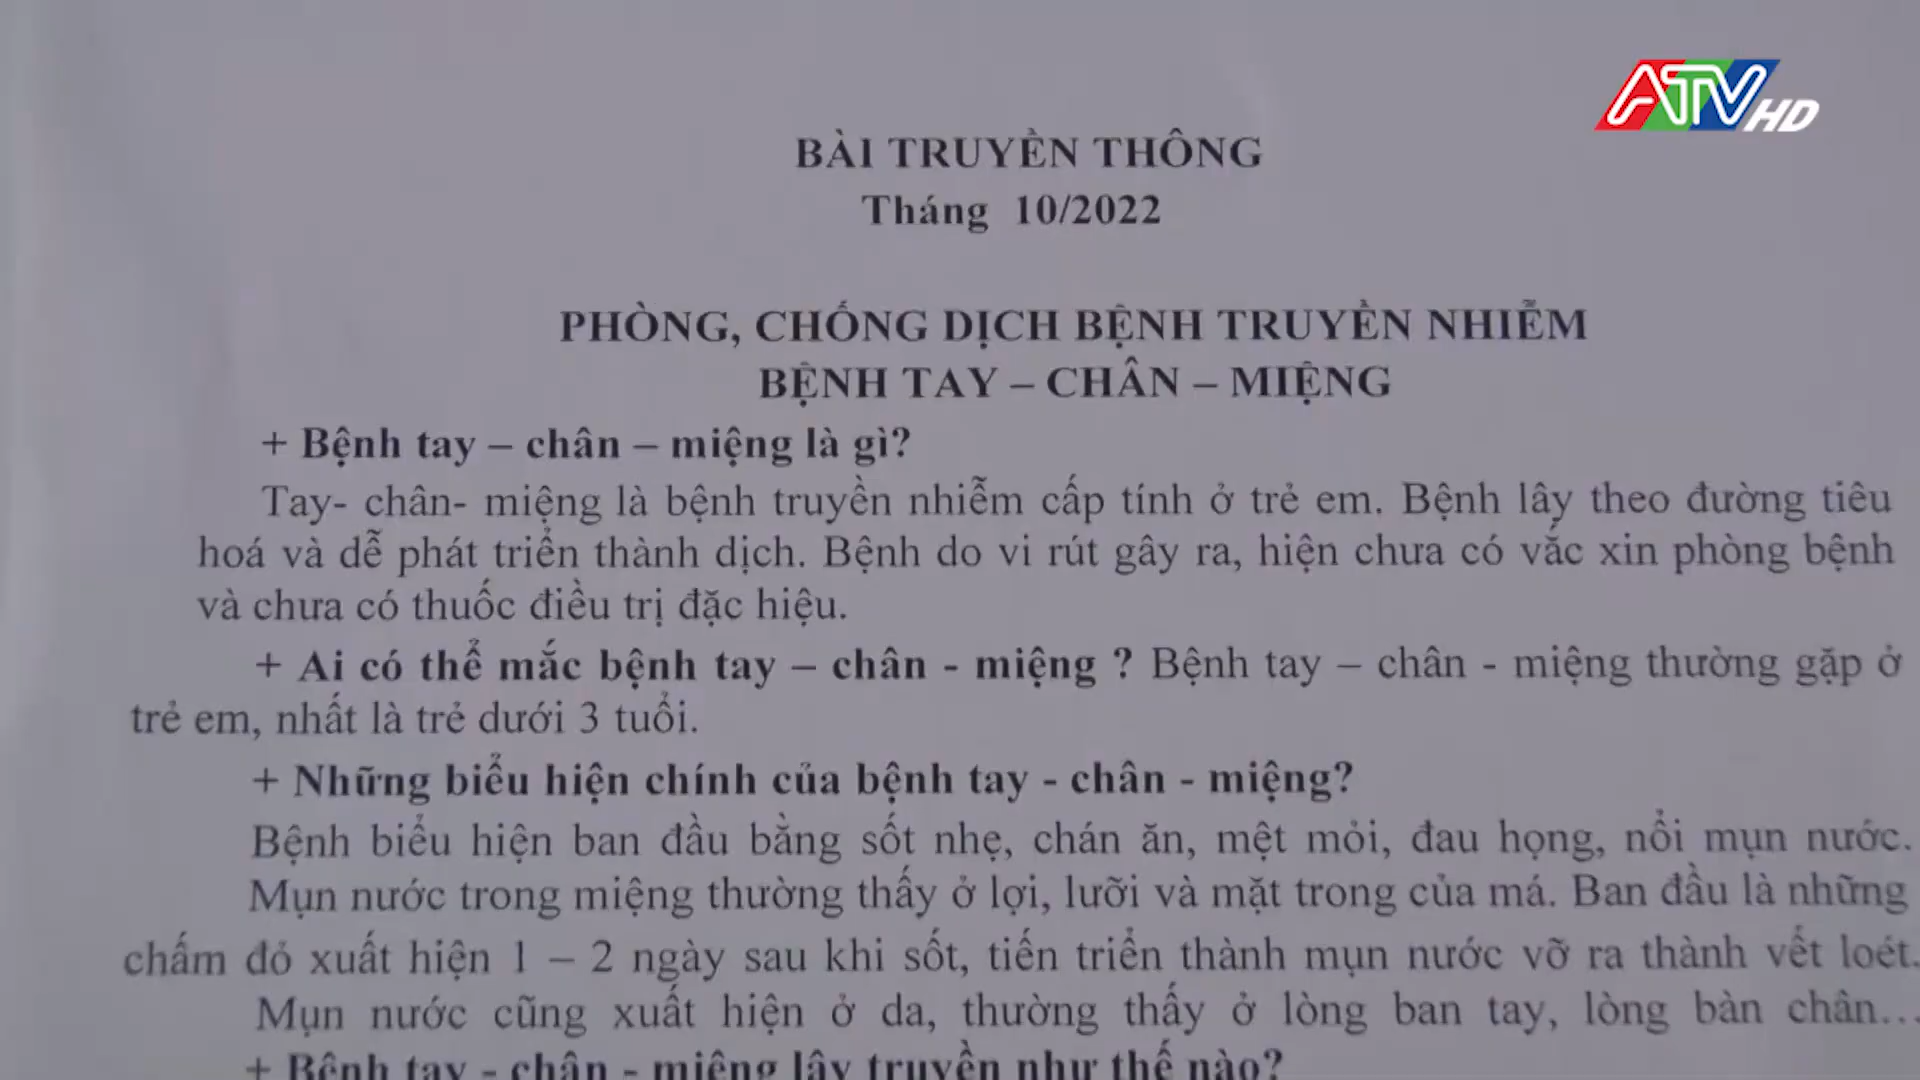 ATV HD
BÀI TRUYỀN THÔNG
Tháng 10/2022
PHÒNG, CHỐNG DỊCH BỆNH TRUYỀN NHIỄM
BỆNH TAY – CHÂN – MIỆNG
+ Bệnh tay – chân – miệng là gì?
Tay- chân- miệng là bệnh truyền nhiễm cấp tính ở trẻ em. Bệnh lây theo đường tiêu
hoá và dễ phát triển thành dịch. Bệnh do vi rút gây ra, hiện chưa có vắc xin phòng bệnh
và chưa có thuốc điều trị đặc hiệu.
+ Ai có thể mắc bệnh tay – chân - miệng ? Bệnh tay – chân - miệng thường gặp ở
trẻ em, nhất là trẻ dưới 3 tuổi.
+ Những biểu hiện chính của bệnh tay - chân - miệng?
Bệnh biểu hiện ban đầu bằng sốt nhẹ, chán ăn, mệt mỏi, đau họng, nổi mụn nước.
Mụn nước trong miệng thường thấy ở lợi, lưỡi và mặt trong của má. Ban đầu là những
chấm đỏ xuất hiện 1 – 2 ngày sau khi sốt, tiến triển thành mụn nước vỡ ra thành vết loét.
Mụn nước cũng xuất hiện ở da, thường thấy ở lòng ban tay, lòng bàn chân...
+ Bệnh tay - chân - miệng lây truyền như thế nào?